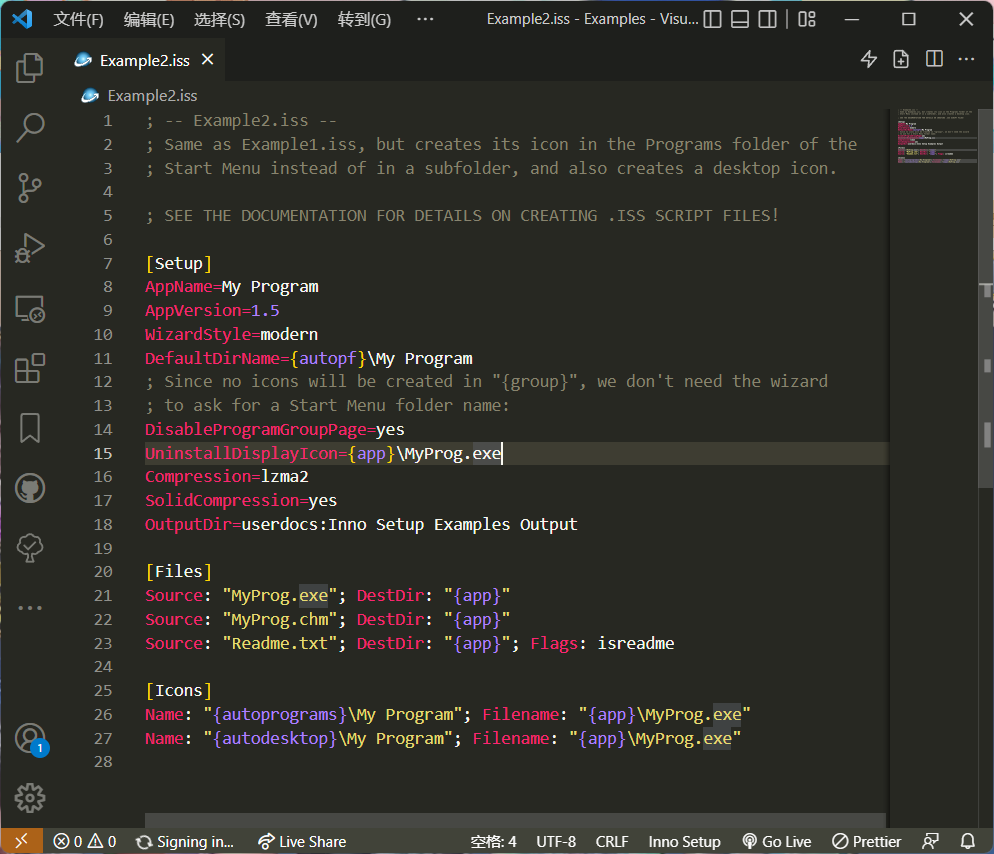 文件(F) 编辑(E) 选择(S) 查看(V) 转到(G) ··· Example2.iss - Examples - Visu...
Example2.iss
Example2.iss
1 ; -- Example2.iss --
2 ; Same as Example1.iss, but creates its icon in the Programs folder of the
3 ; Start Menu instead of in a subfolder, and also creates a desktop icon.
4
5 ; SEE THE DOCUMENTATION FOR DETAILS ON CREATING .ISS SCRIPT FILES!
6
7 [Setup]
8 AppName=My Program
9 AppVersion=1.5
10 WizardStyle=modern
11 DefaultDirName={autopf}\My Program
12 ; Since no icons will be created in "{group}", we don't need the wizard
13 ; to ask for a Start Menu folder name:
14 DisableProgramGroupPage=yes
15 UninstallDisplayIcon={app}\MyProg.exe
16 Compression=lzma2
17 SolidCompression=yes
18 OutputDir=userdocs:Inno Setup Examples Output
19
20 [Files]
21 Source: "MyProg.exe"; DestDir: "{app}"
22 Source: "MyProg.chm"; DestDir: "{app}"
23 Source: "Readme.txt"; DestDir: "{app}"; Flags: isreadme
24
25 [Icons]
26 Name: "{autoprograms}\My Program"; Filename: "{app}\MyProg.exe"
27 Name: "{autodesktop}\My Program"; Filename: "{app}\MyProg.exe"
28
1
0 0 Signing in... Live Share 空格: 4 UTF-8 CRLF Inno Setup Go Live Prettier